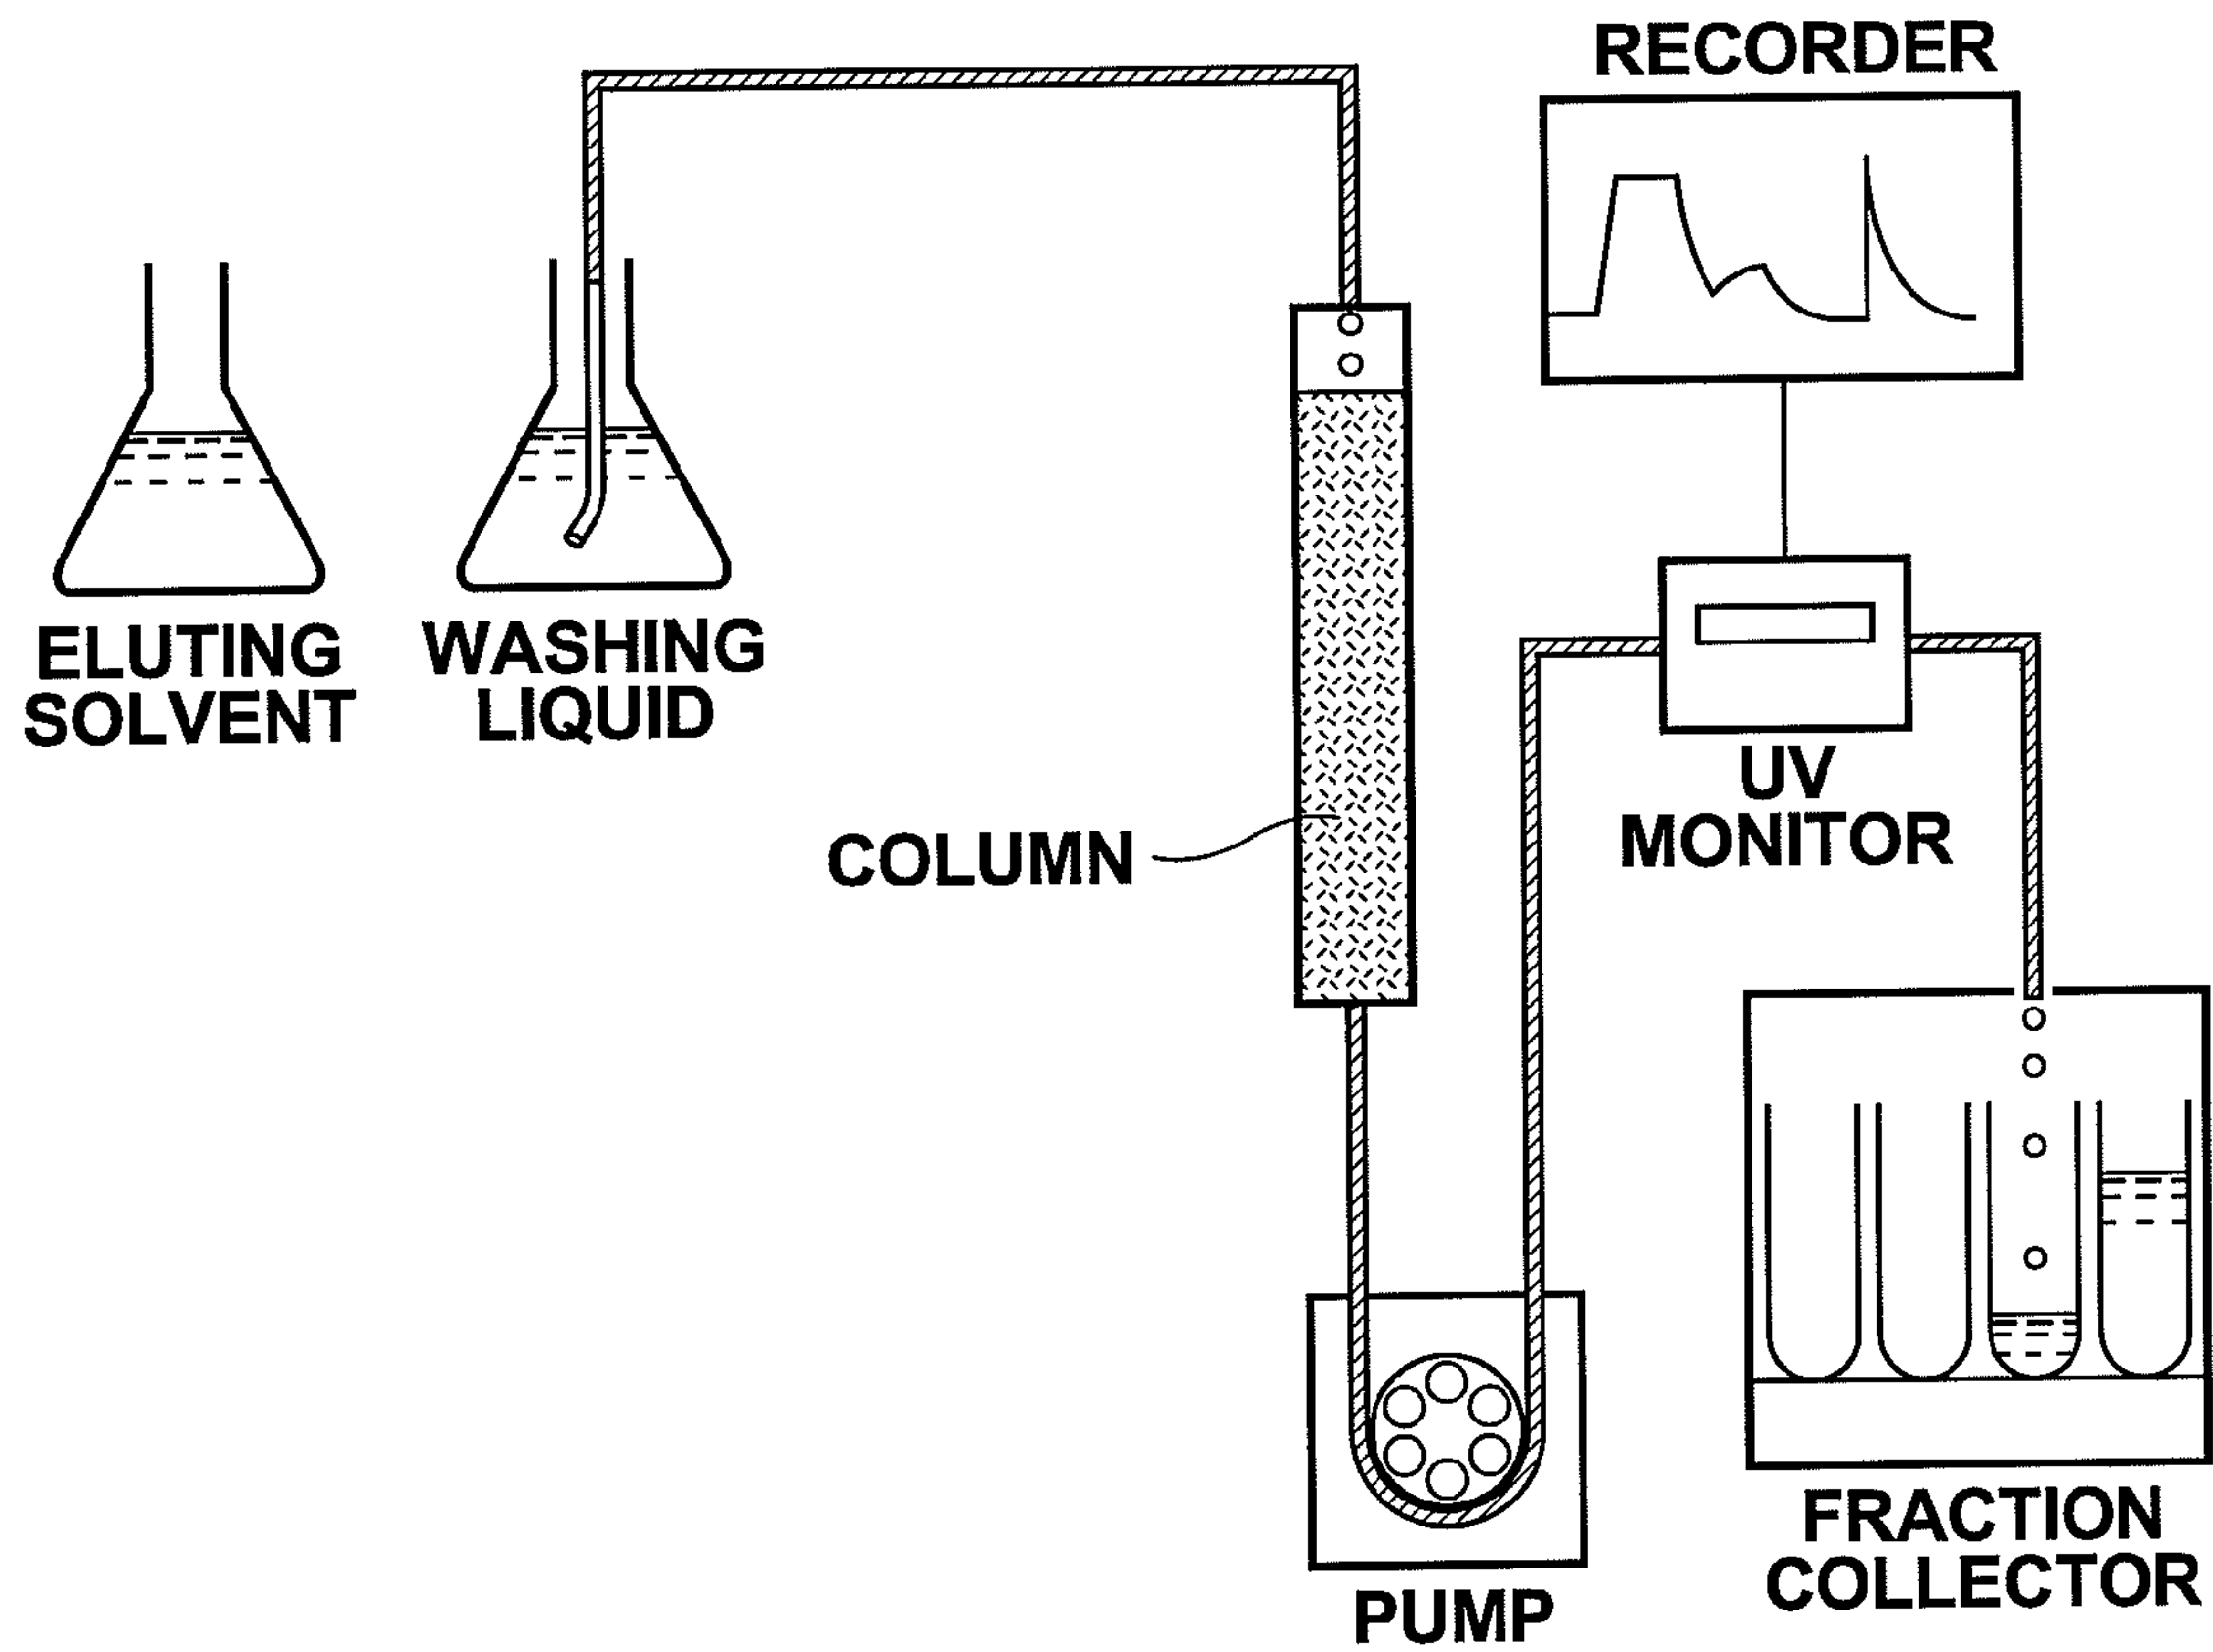 RECORDER
ELUTING
SOLVENT
WASHING
LIQUID
COLUMN
UV
MONITOR
FRACTION
COLLECTOR
PUMP